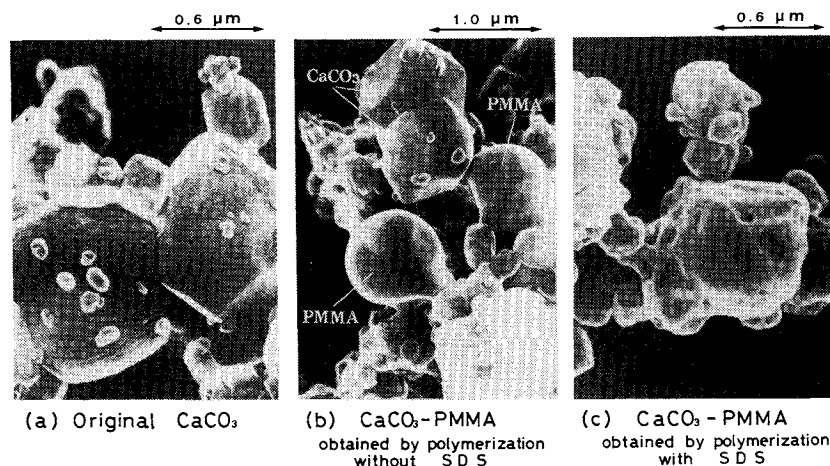 0.6 μm
1.0 μm
0.6 μm
CaCO₃
PMMA
PMMA
(a) Original CaCO₃
(b) CaCO₃-PMMA
obtained by polymerization
without SDS
(c) CaCO₃-PMMA
obtained by polymerization
with SDS